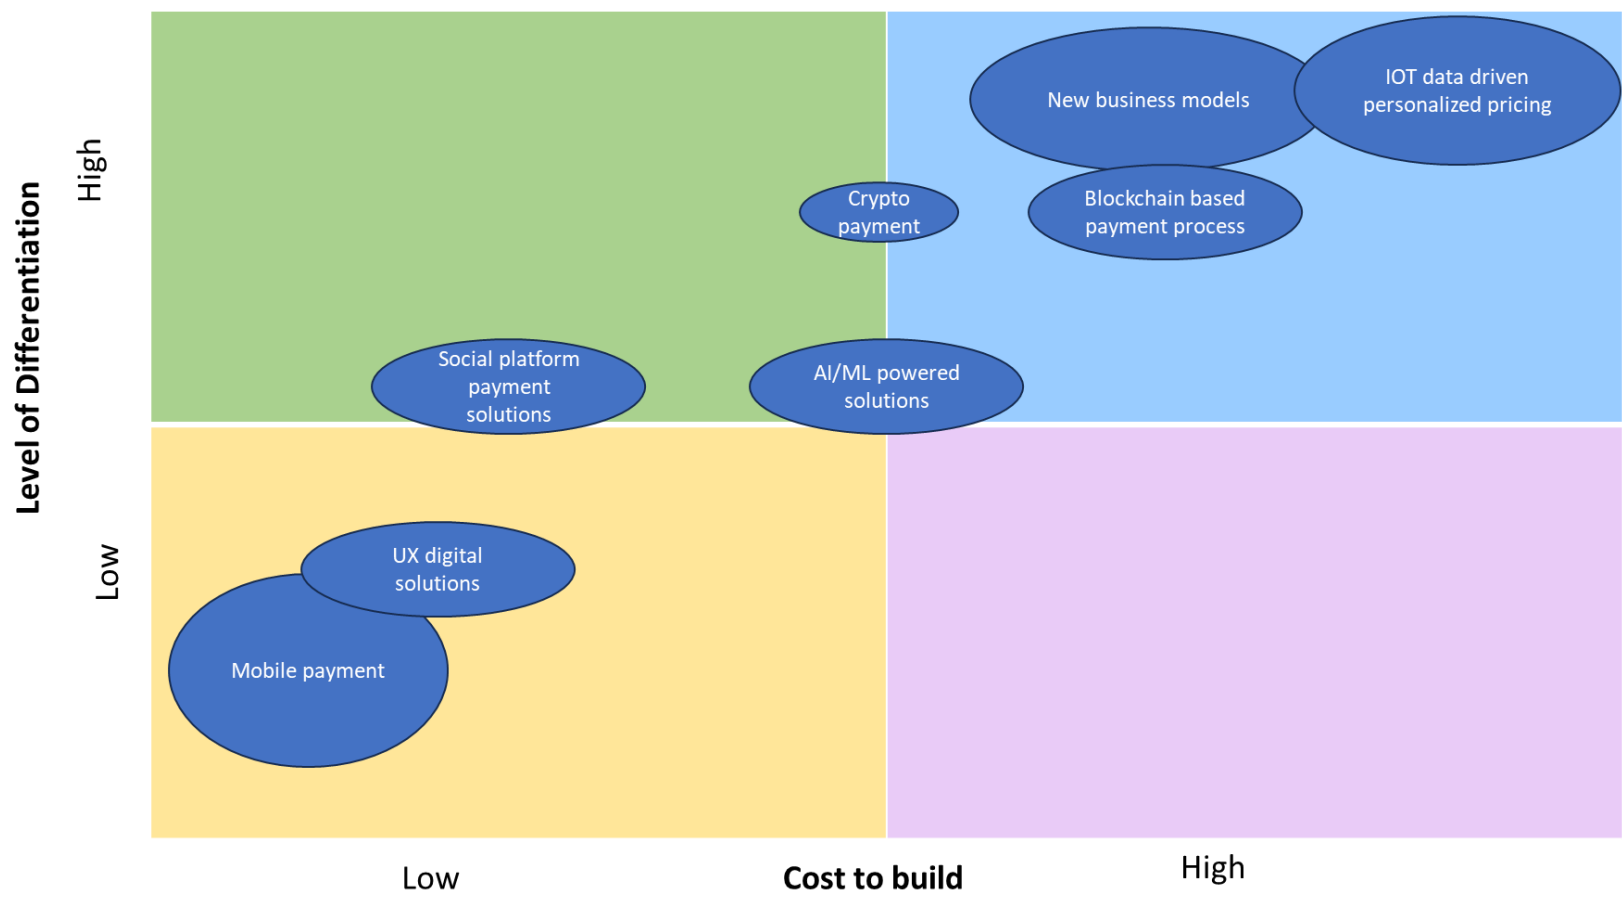 New business models
IOT data driven
personalized pricing
Crypto
payment
Blockchain based
payment process
Social platform
payment
solutions
AI/ML powered
solutions
UX digital
solutions
Mobile payment
Level of Differentiation
High
Low
Low
Cost to build
High